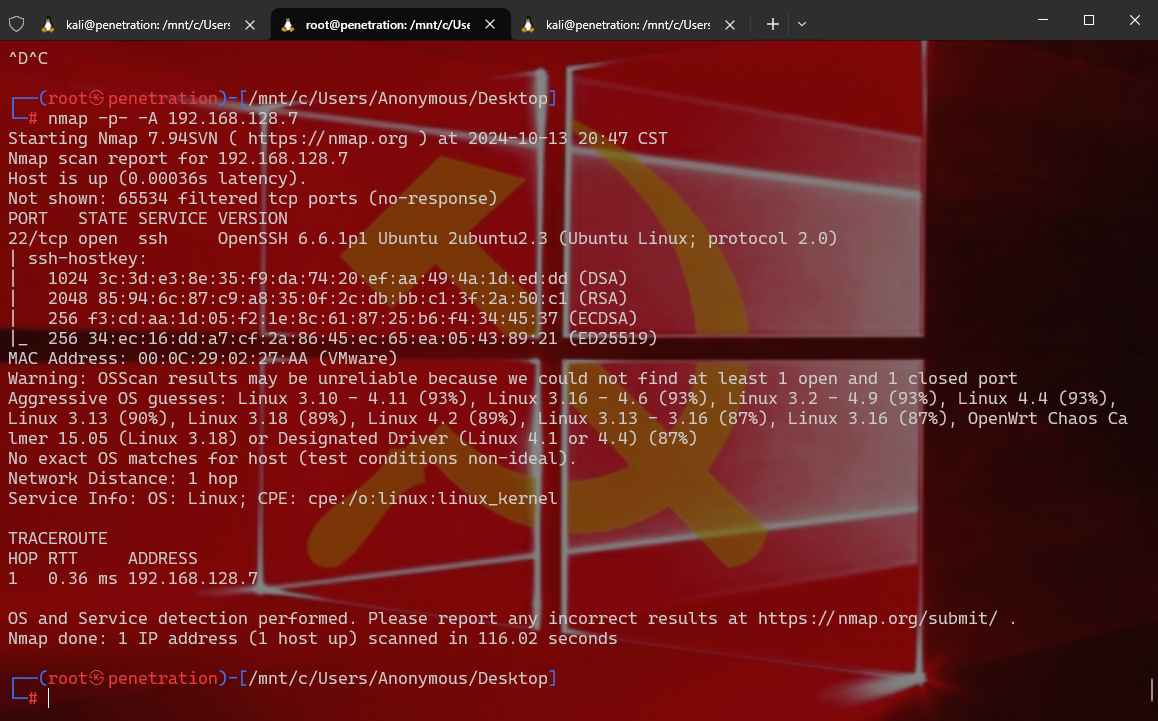 kali@penetration: /mnt/c/Users
root@penetration: /mnt/c/Use
kali@penetration: /mnt/c/Users
^D^C
┌──(root㉿penetration)-[/mnt/c/Users/Anonymous/Desktop]
└─# nmap -p- -A 192.168.128.7
Starting Nmap 7.94SVN ( https://nmap.org ) at 2024-10-13 20:47 CST
Nmap scan report for 192.168.128.7
Host is up (0.00036s latency).
Not shown: 65534 filtered tcp ports (no-response)
PORT   STATE SERVICE VERSION
22/tcp open  ssh     OpenSSH 6.6.1p1 Ubuntu 2ubuntu2.3 (Ubuntu Linux; protocol 2.0)
| ssh-hostkey:
|   1024 3c:3d:e3:8e:35:f9:da:74:20:ef:aa:49:4a:1d:ed:dd (DSA)
|   2048 85:94:6c:87:c9:a8:35:0f:2c:db:bb:c1:3f:2a:50:c1 (RSA)
|   256 f3:cd:aa:1d:05:f2:1e:8c:61:87:25:b6:f4:34:45:37 (ECDSA)
|_  256 34:ec:16:dd:a7:cf:2a:86:45:ec:65:ea:05:43:89:21 (ED25519)
MAC Address: 00:0C:29:02:27:AA (VMware)
Warning: OSScan results may be unreliable because we could not find at least 1 open and 1 closed port
Aggressive OS guesses: Linux 3.10 - 4.11 (93%), Linux 3.16 - 4.6 (93%), Linux 3.2 - 4.9 (93%), Linux 4.4 (93%),
Linux 3.13 (90%), Linux 3.18 (89%), Linux 4.2 (89%), Linux 3.13 - 3.16 (87%), Linux 3.16 (87%), OpenWrt Chaos Ca
lmer 15.05 (Linux 3.18) or Designated Driver (Linux 4.1 or 4.4) (87%)
No exact OS matches for host (test conditions non-ideal).
Network Distance: 1 hop
Service Info: OS: Linux; CPE: cpe:/o:linux:linux_kernel
TRACEROUTE
HOP RTT     ADDRESS
1   0.36 ms 192.168.128.7
OS and Service detection performed. Please report any incorrect results at https://nmap.org/submit/ .
Nmap done: 1 IP address (1 host up) scanned in 116.02 seconds
┌──(root㉿penetration)-[/mnt/c/Users/Anonymous/Desktop]
└─#